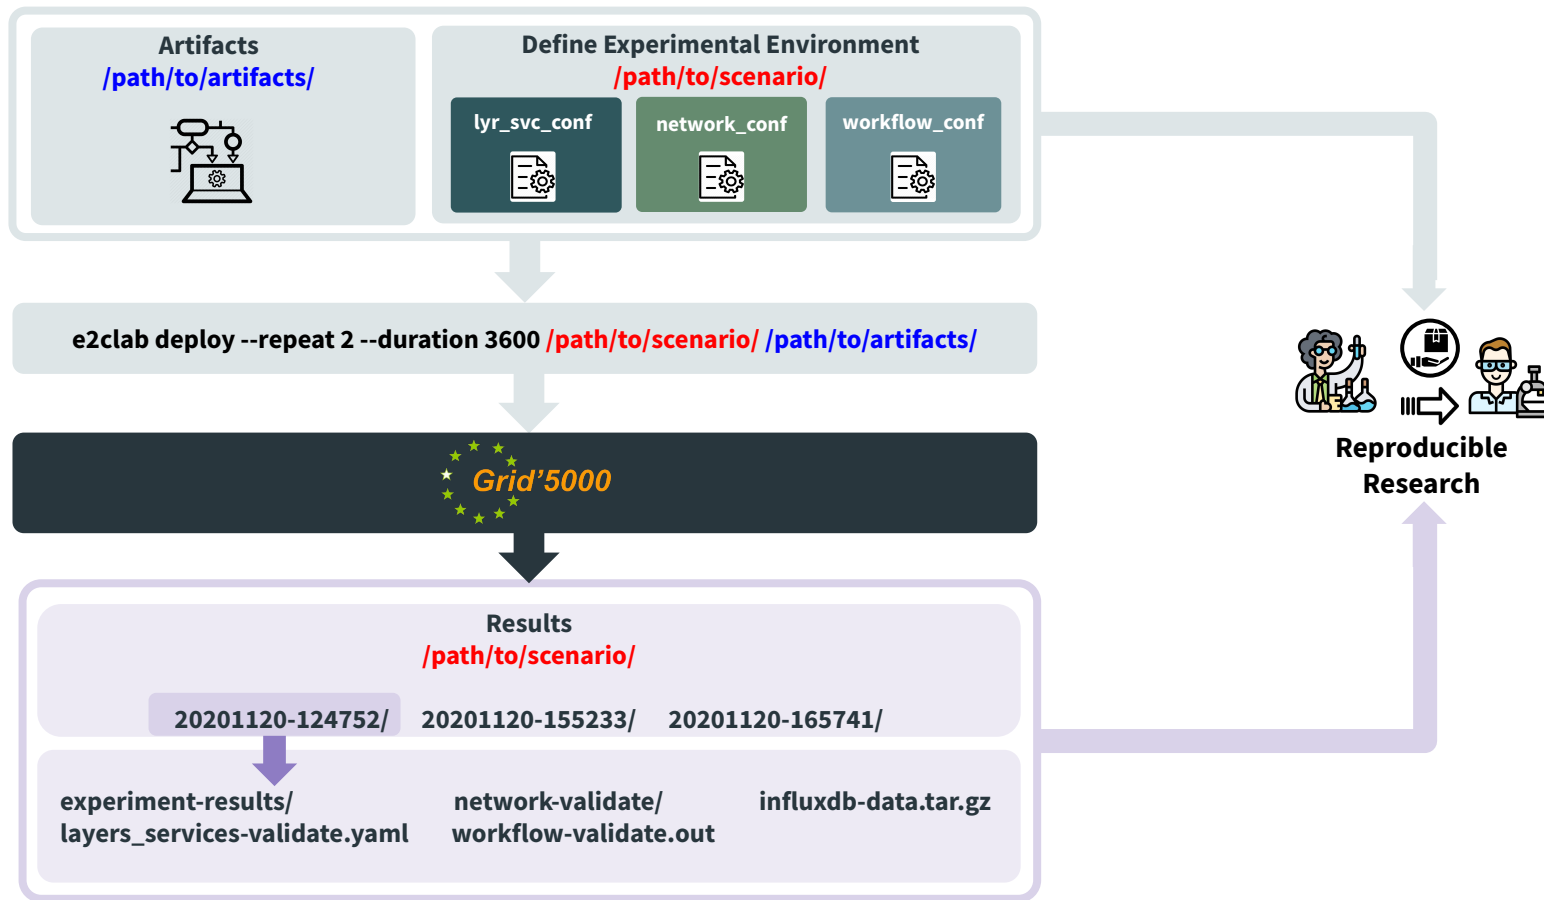 Artifacts
/path/to/artifacts/
Define Experimental Environment
/path/to/scenario/
lyr_svc_conf
network_conf
workflow_conf
e2clab deploy --repeat 2 --duration 3600 /path/to/scenario/ /path/to/artifacts/
Grid'5000
Reproducible
Research
Results
/path/to/scenario/
20201120-124752/ 20201120-155233/ 20201120-165741/
experiment-results/ network-validate/ influxdb-data.tar.gz
layers_services-validate.yaml workflow-validate.out